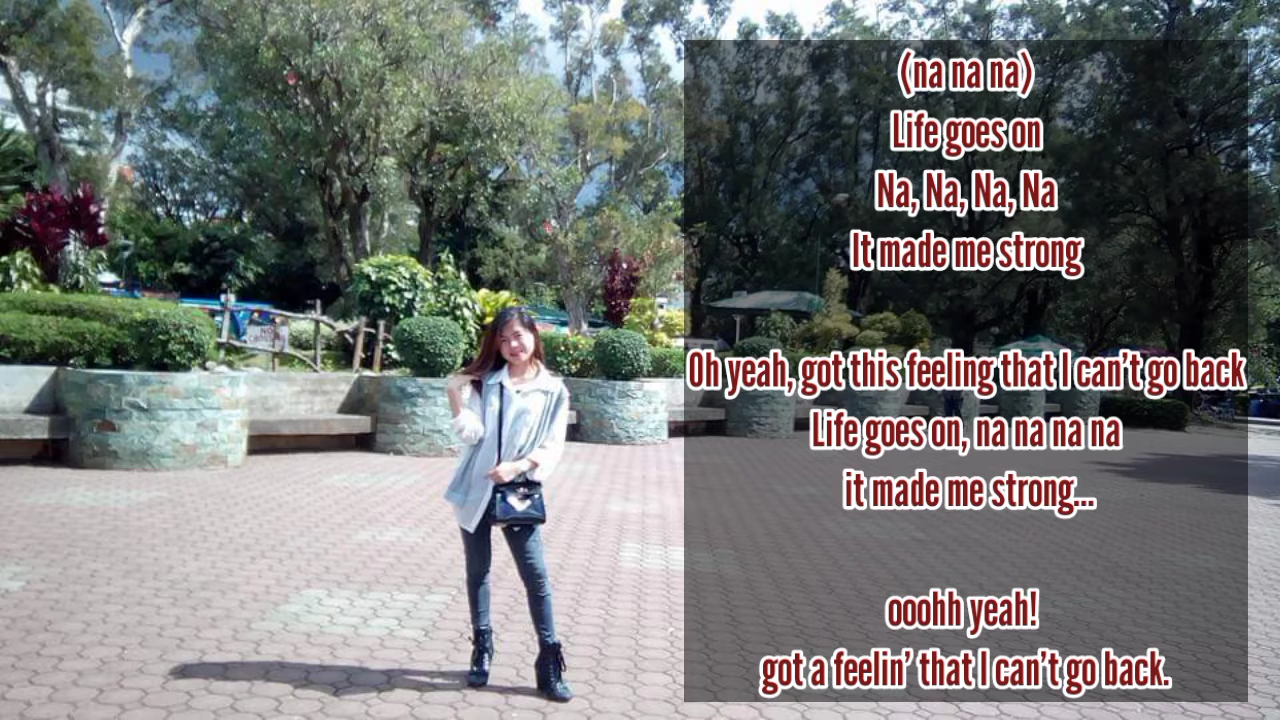 (na na na)
Life goes on
Na, Na, Na, Na
It made me strong
Oh yeah, got this feeling that I can't go back
Life goes on, na na na na
it made me strong...
ooohh yeah!
got a feelin' that I can't go back.